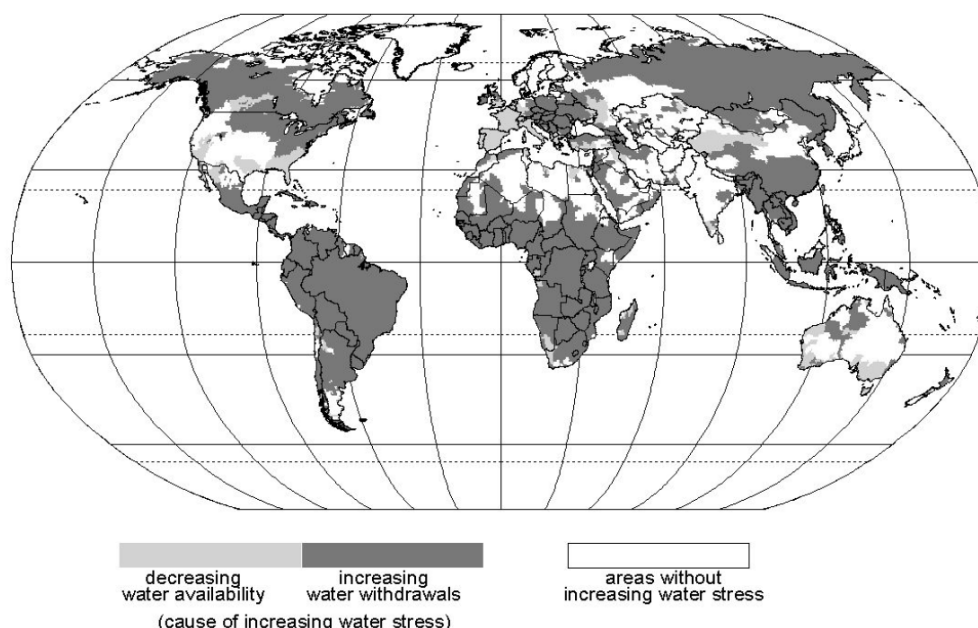 decreasing
water availability
increasing
water withdrawals
areas without
increasing water stress
(cause of increasing water stress)